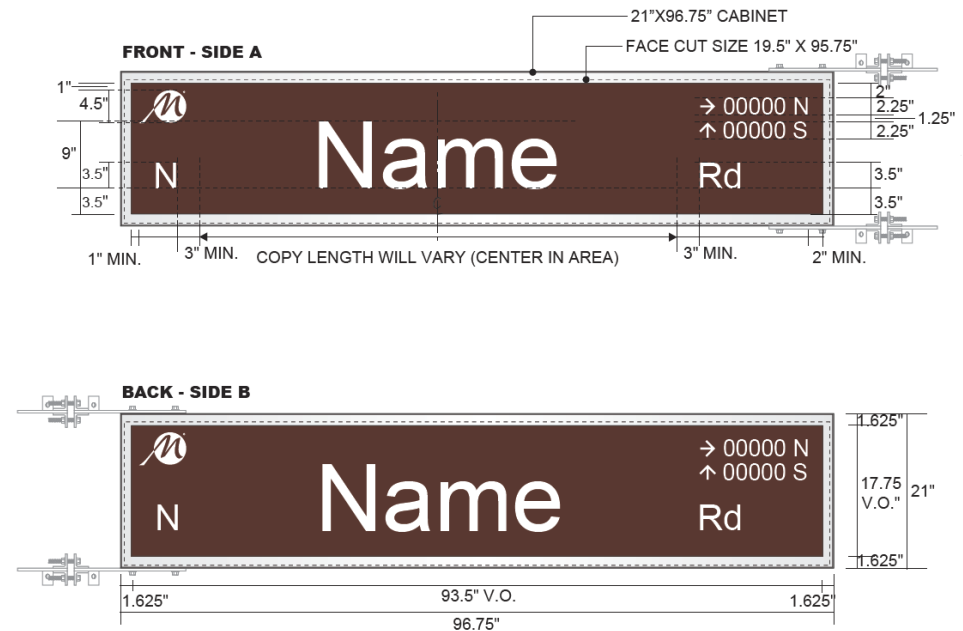 21”X96.75” CABINET
FRONT - SIDE A
FACE CUT SIZE 19.5" X 95.75"
1"
4.5"
9"
3.5"
3.5"
M
Name
N
Rd
→ 00000 N
↑ 00000 S
2"
2.25"
1.25"
2.25"
3.5"
3.5"
1" MIN.
3" MIN.
COPY LENGTH WILL VARY (CENTER IN AREA)
3" MIN.
2" MIN.
BACK - SIDE B
M
Name
N
Rd
→ 00000 N
↑ 00000 S
1.625"
17.75
V.O."
21"
1.625"
1.625"
93.5" V.O.
1.625"
96.75"